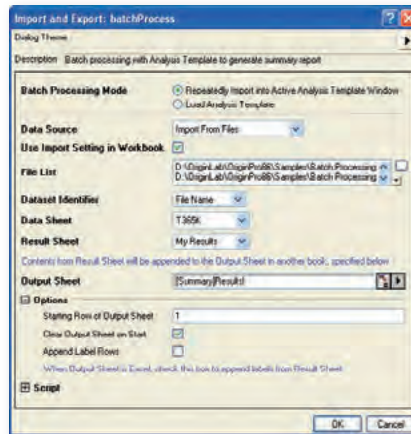 Import and Export: batchProcess
Dialog Theme
Description Batch processing with Analysis Template to generate summary report
Batch Processing Mode
Repeatedly Import into Active Analysis Template Window
Load Analysis Template
Data Source
Import From Files
Use Import Setting in Workbook
File List
D:\OriginLab\OriginPro86\Samples\Batch Processing
D:\OriginLab\OriginPro86\Samples\Batch Processing
Dataset Identifier
File Name
Data Sheet
T365K
Result Sheet
My Results
Contents from Result Sheet will be appended to the Output Sheet in another book, specified below
Output Sheet
[Summary]Results!
Options
Starting Row of Output Sheet
1
Clear Output Sheet on Start
Append Label Rows
When Output Sheet is Excel, check this box to append labels from Result Sheet
Script
OK
Cancel